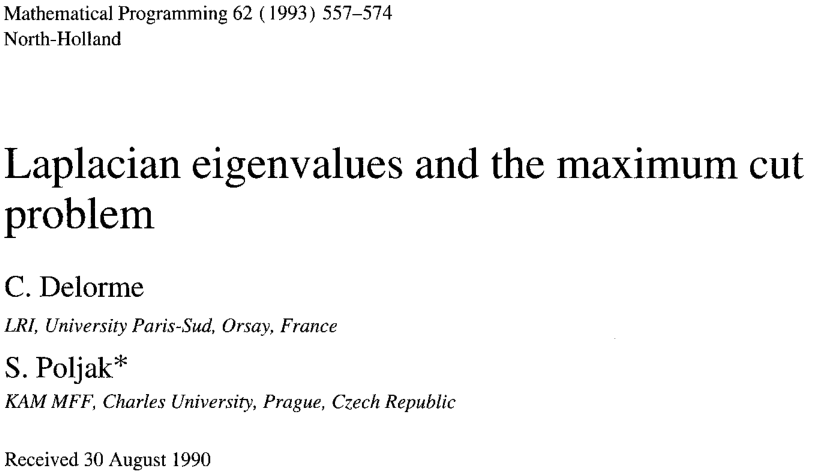 Mathematical Programming 62 (1993) 557–574
North-Holland
Laplacian eigenvalues and the maximum cut
problem
C. Delorme
LRI, University Paris-Sud, Orsay, France
S. Poljak*
KAM MFF, Charles University, Prague, Czech Republic
Received 30 August 1990